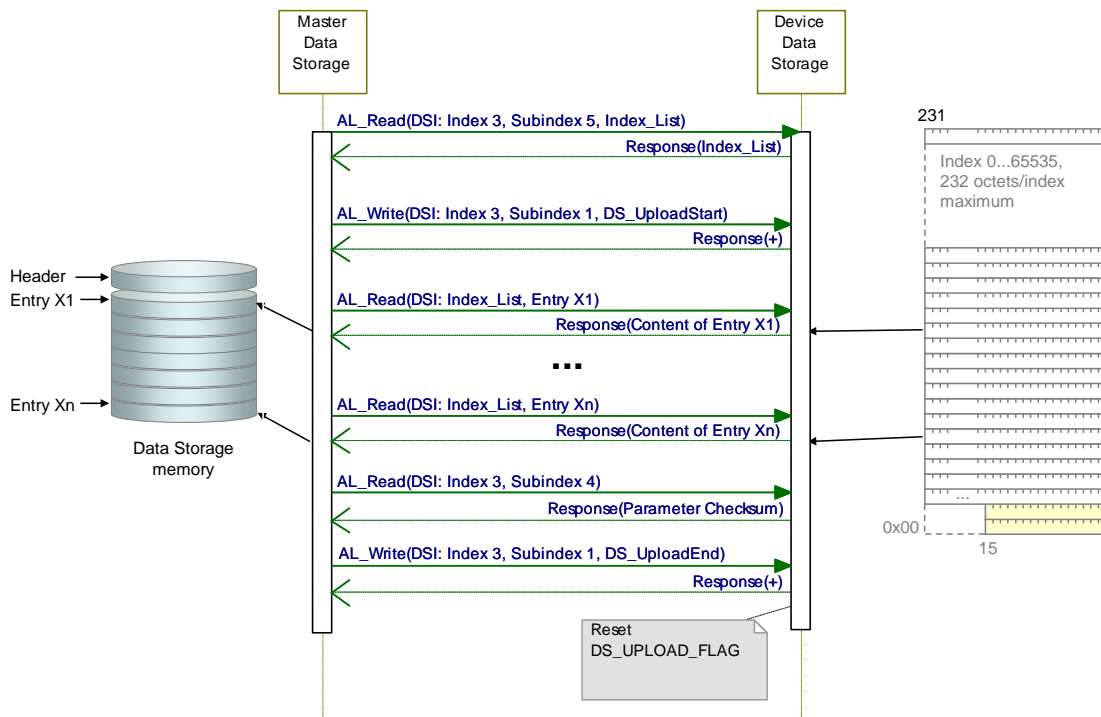 Master
Data
Storage
Device
Data
Storage
AL_Read(DSI: Index 3, Subindex 5, Index_List)
Response(Index_List)
AL_Write(DSI: Index 3, Subindex 1, DS_UploadStart)
Response(+)
AL_Read(DSI: Index_List, Entry X1)
Response(Content of Entry X1)
...
AL_Read(DSI: Index_List, Entry Xn)
Response(Content of Entry Xn)
AL_Read(DSI: Index 3, Subindex 4)
Response(Parameter Checksum)
AL_Write(DSI: Index 3, Subindex 1, DS_UploadEnd)
Response(+)
Reset
DS_UPLOAD_FLAG
Header
Entry X1
Entry Xn
Data Storage
memory
231
Index 0...65535,
232 octets/index
maximum
...
0x00
15